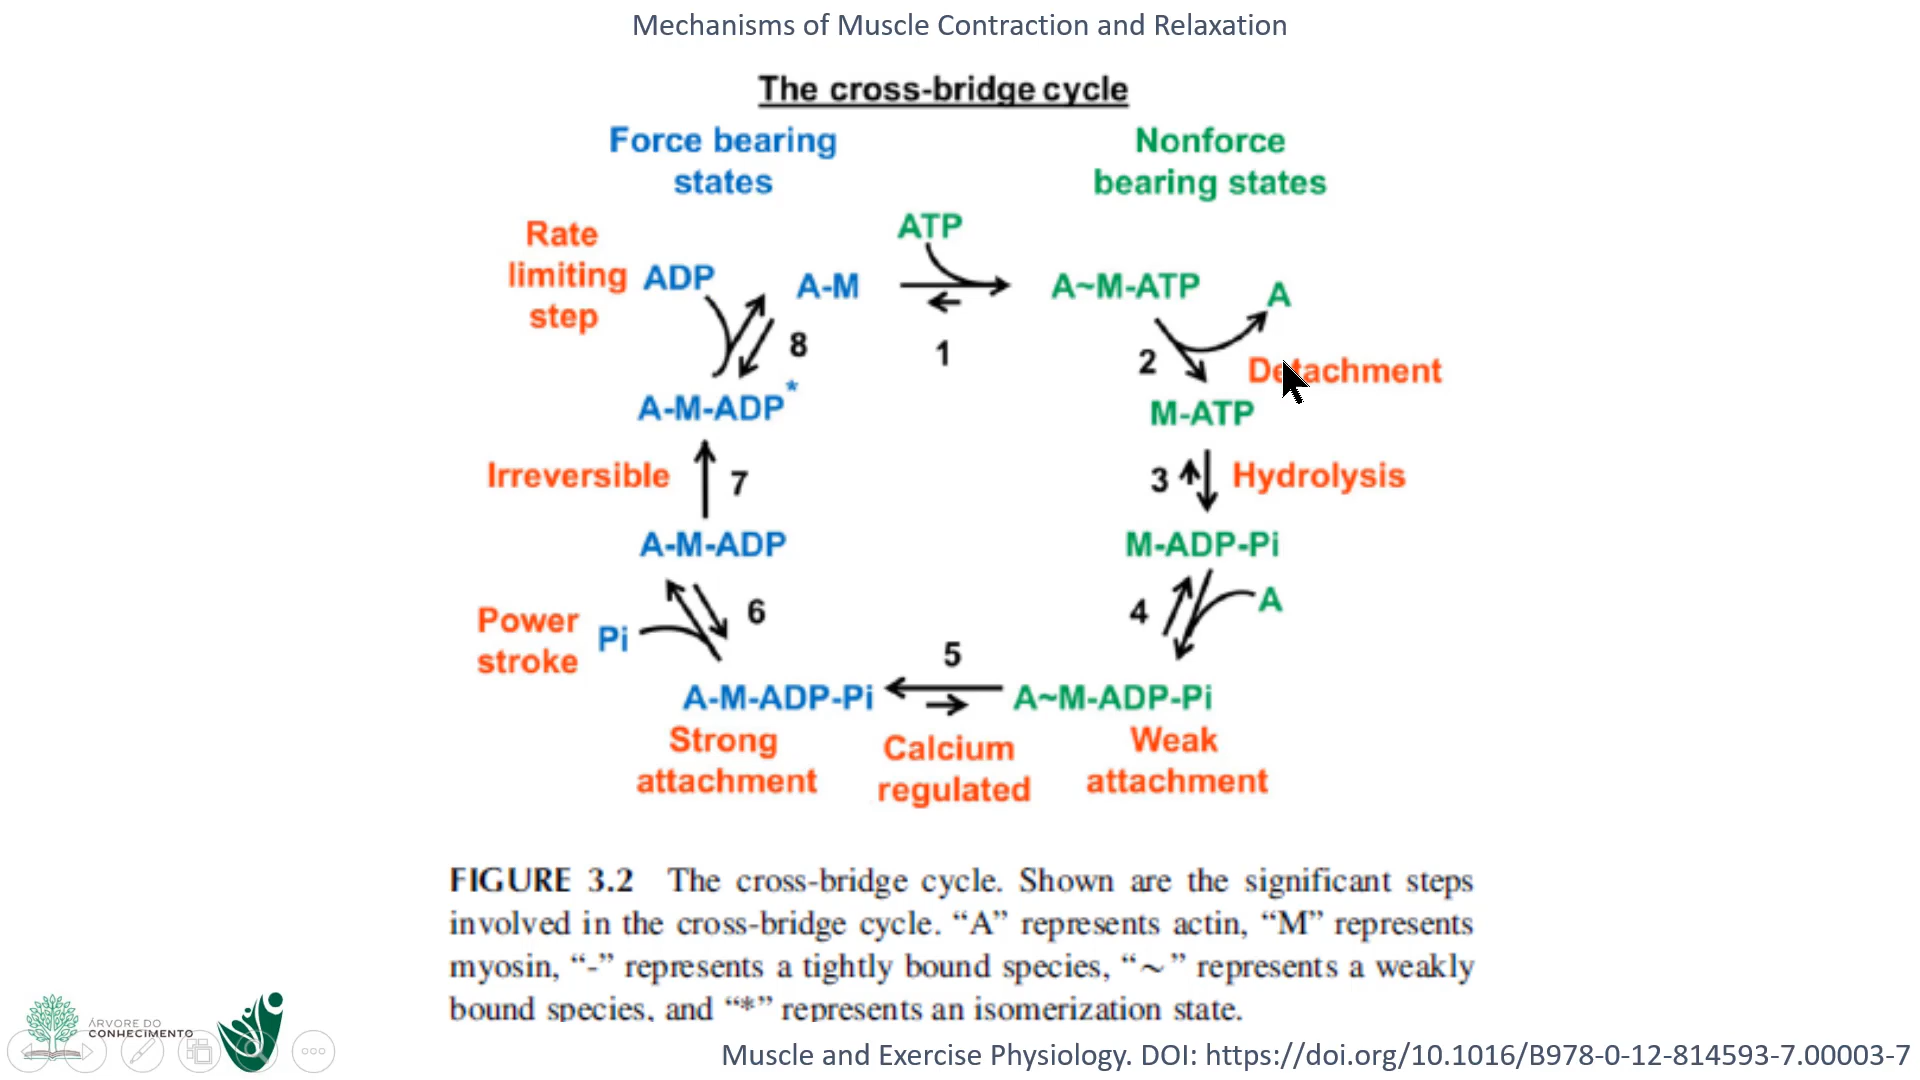 Mechanisms of Muscle Contraction and Relaxation
The cross-bridge cycle
Force bearing
states
Nonforce
bearing states
Rate
limiting
step
ADP
A-M
ATP
A~M-ATP
A
8
1
2
Detachment
A-M-ADP*
M-ATP
Irreversible
7
3
Hydrolysis
A-M-ADP
M-ADP-Pi
Power
stroke
Pi
6
4
A
5
A-M-ADP-Pi
A~M-ADP-Pi
Strong
attachment
Calcium
regulated
Weak
attachment
FIGURE 3.2 The cross-bridge cycle. Shown are the significant steps
involved in the cross-bridge cycle. “A” represents actin, “M” represents
myosin, “-” represents a tightly bound species, “~” represents a weakly
bound species, and “*” represents an isomerization state.
ÁRVORE DO
CONHECIMENTO
Muscle and Exercise Physiology. DOI: https://doi.org/10.1016/B978-0-12-814593-7.00003-7